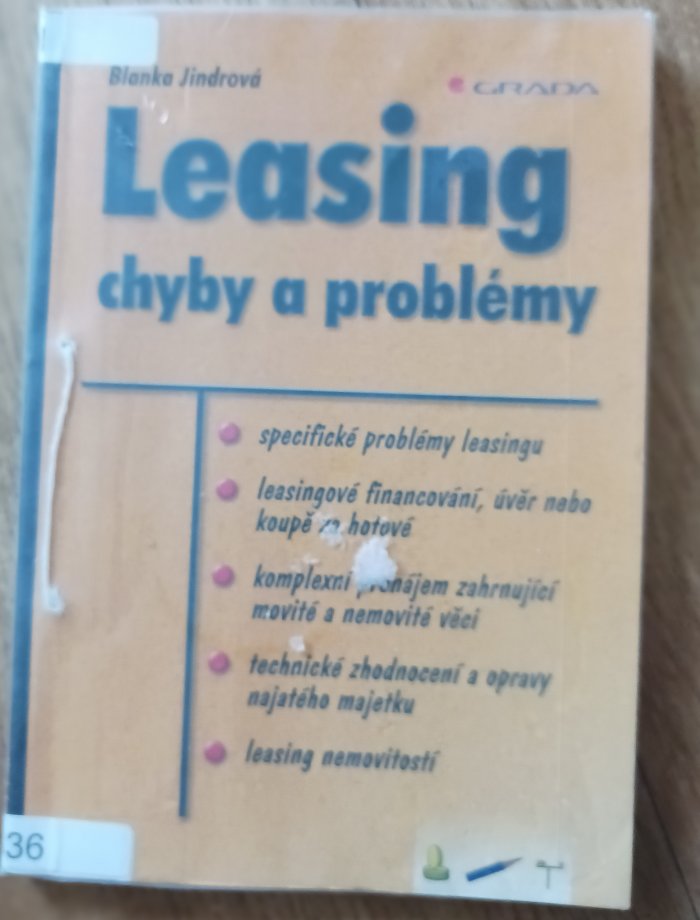 Blanka Jindrová
GRADA
Leasing
chyby a problémy
specifické problémy leasingu
leasingové financování, úvěr nebo
koupě za hotové
komplexní pronájem zahrnující
movité a nemovité věci
technické zhodnocení a opravy
najatého majetku
leasing nemovitostí
36